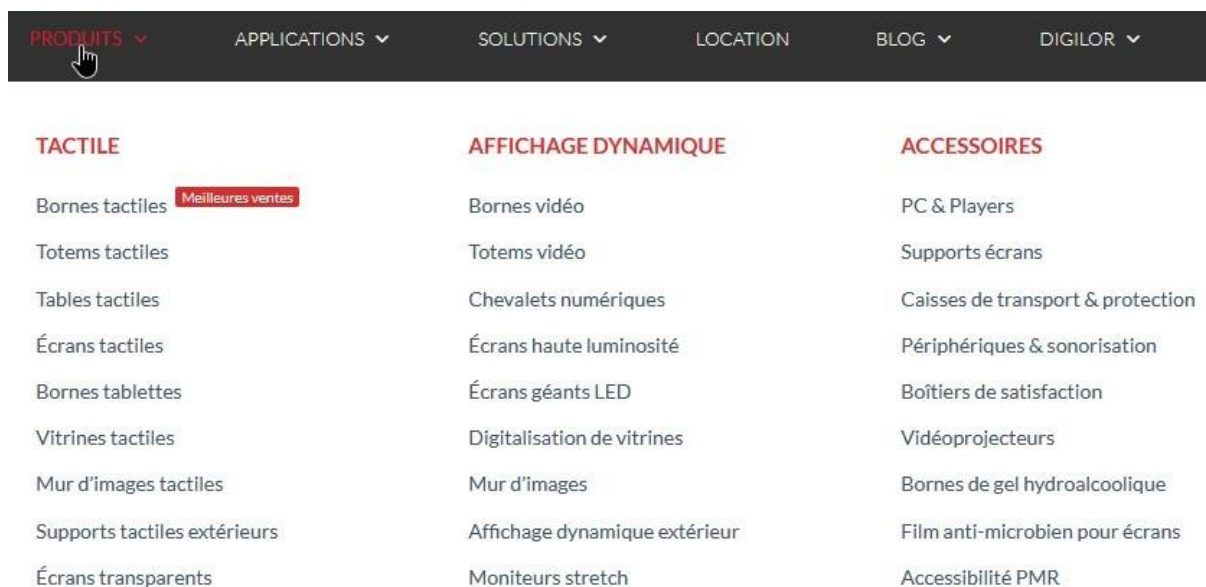 PRODUITS
APPLICATIONS
SOLUTIONS
LOCATION
BLOG
DIGILOR
TACTILE
Bornes tactiles Meilleures ventes
Totems tactiles
Tables tactiles
Écrans tactiles
Bornes tablettes
Vitrines tactiles
Mur d'images tactiles
Supports tactiles extérieurs
Écrans transparents
AFFICHAGE DYNAMIQUE
Bornes vidéo
Totems vidéo
Chevalets numériques
Écrans haute luminosité
Écrans géants LED
Digitalisation de vitrines
Mur d'images
Affichage dynamique extérieur
Moniteurs stretch
ACCESSOIRES
PC & Players
Supports écrans
Caisses de transport & protection
Périphériques & sonorisation
Boîtiers de satisfaction
Vidéoprojecteurs
Bornes de gel hydroalcoolique
Film anti-microbien pour écrans
Accessibilité PMR